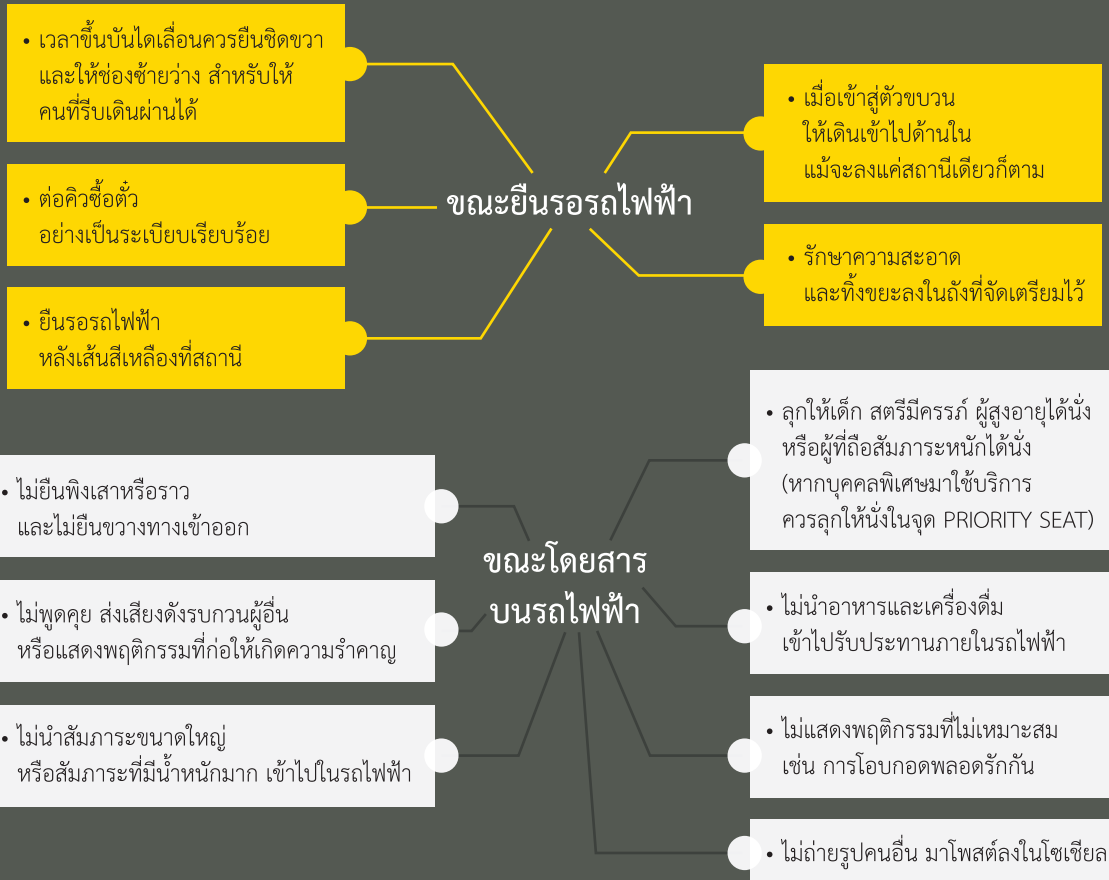 • เวลาขึ้นบันไดเลื่อนควรยืนชิดขวา
และให้ช่องซ้ายว่าง สำหรับให้
คนที่รีบเดินผ่านได้
• ต่อคิวซื้อตั๋ว
อย่างเป็นระเบียบเรียบร้อย
• ยืนรอรถไฟฟ้า
หลังเส้นสีเหลืองที่สถานี
ขณะยืนรอรถไฟฟ้า
• เมื่อเข้าสู่ตัวขบวน
ให้เดินเข้าไปด้านใน
แม้จะลงแค่สถานีเดียวก็ตาม
• รักษาความสะอาด
และทิ้งขยะลงในถังที่จัดเตรียมไว้
• ไม่ยืนพิงเสาหรือราว
และไม่ยืนขวางทางเข้าออก
• ไม่พูดคุย ส่งเสียงดังรบกวนผู้อื่น
หรือแสดงพฤติกรรมที่ก่อให้เกิดความรำคาญ
• ไม่นำสัมภาระขนาดใหญ่
หรือสัมภาระที่มีน้ำหนักมาก เข้าไปในรถไฟฟ้า
ขณะโดยสาร
บนรถไฟฟ้า
• ลุกให้เด็ก สตรีมีครรภ์ ผู้สูงอายุได้นั่ง
หรือผู้ที่ถือสัมภาระหนักได้นั่ง
(หากบุคคลพิเศษมาใช้บริการ
ควรลุกให้นั่งในจุด PRIORITY SEAT)
• ไม่นำอาหารและเครื่องดื่ม
เข้าไปรับประทานภายในรถไฟฟ้า
• ไม่แสดงพฤติกรรมที่ไม่เหมาะสม
เช่น การโอบกอดพลอดรักกัน
• ไม่ถ่ายรูปคนอื่น มาโพสต์ลงในโซเชียล